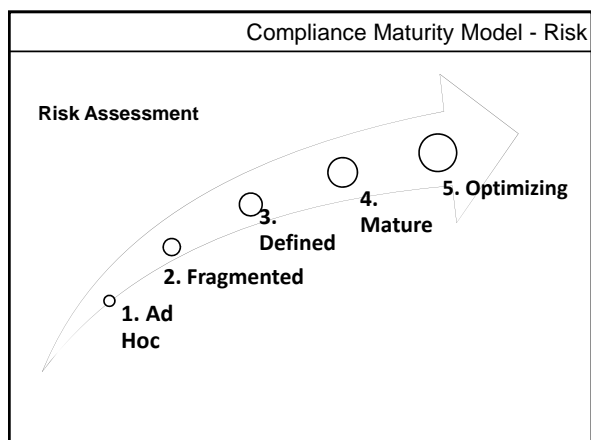 Compliance Maturity Model - Risk
Risk Assessment
5. Optimizing
4.
Mature
3.
Defined
2. Fragmented
1. Ad
Hoc